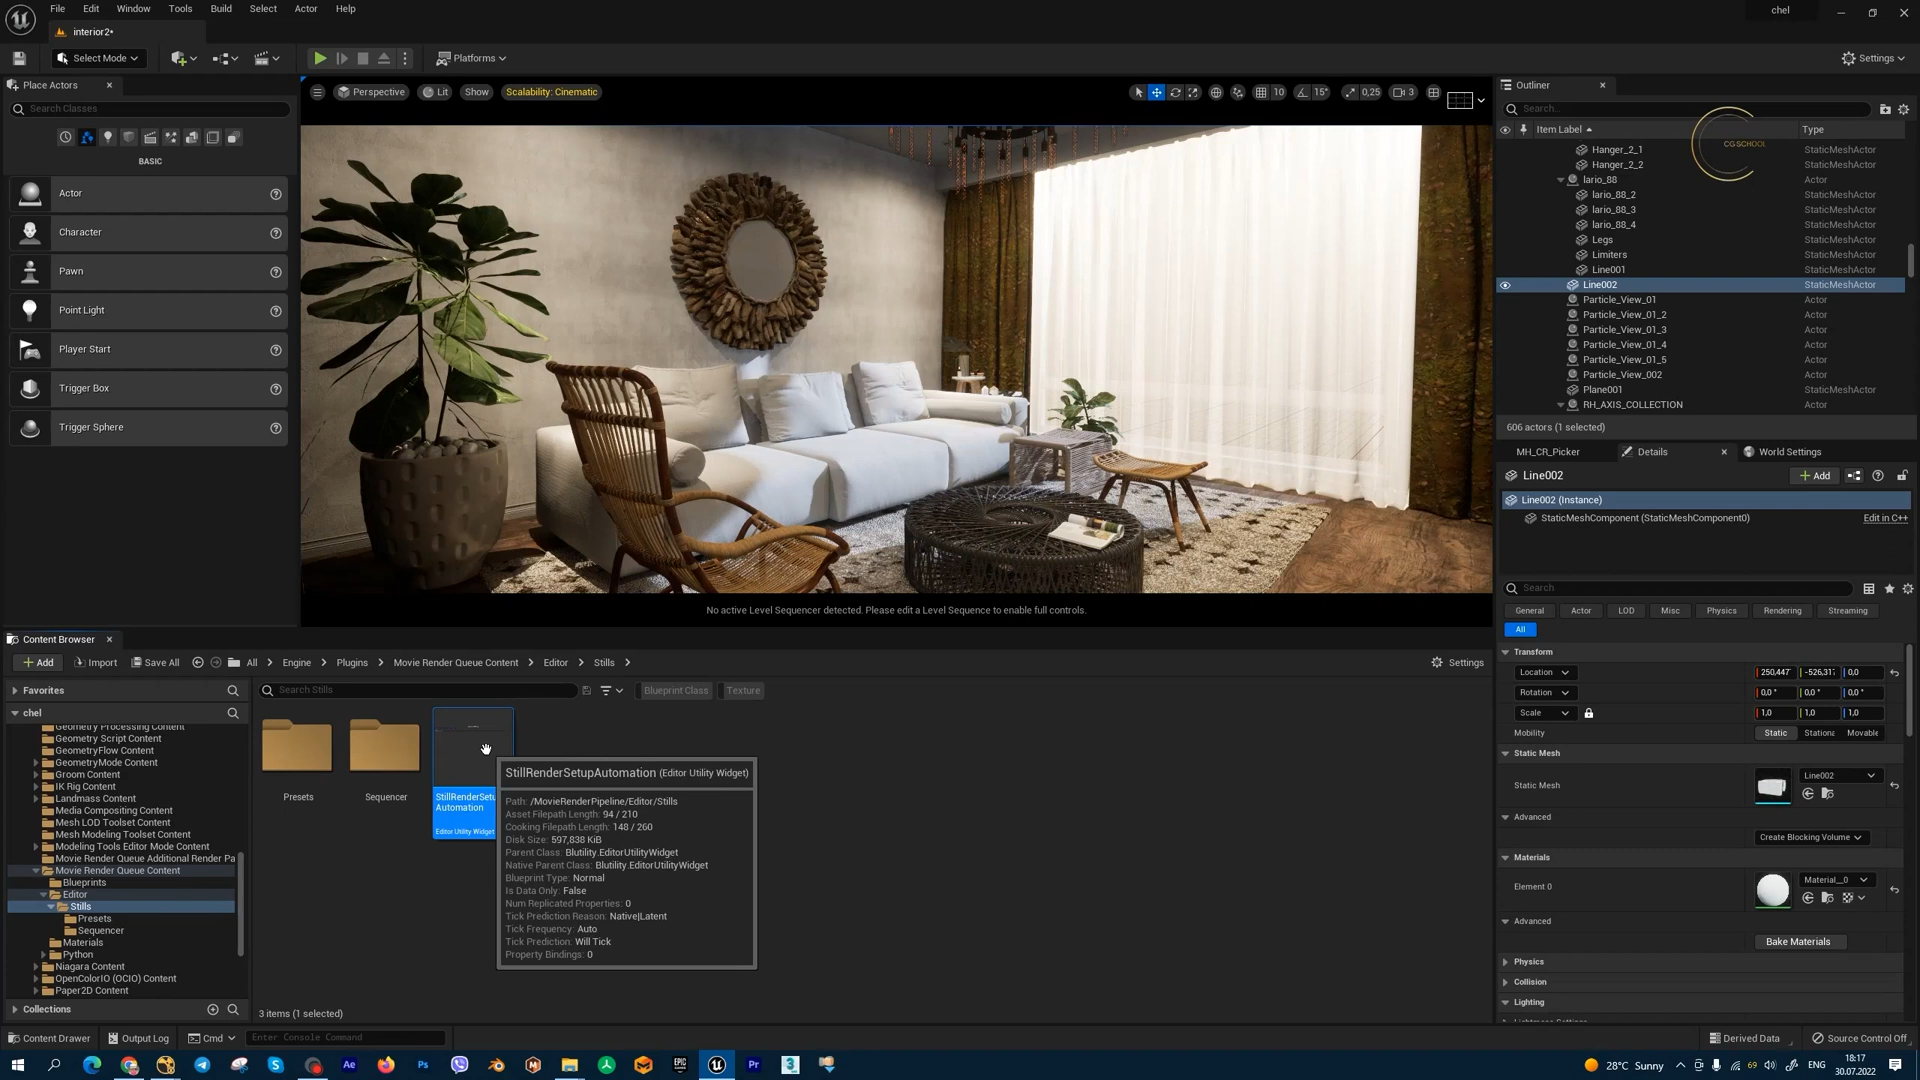 File Edit Window Tools Build Select Actor Help
chel
interior2*
Select Mode
Platforms
Settings
Place Actors
Search Classes
BASIC
Actor
Character
Pawn
Point Light
Player Start
Trigger Box
Trigger Sphere
Perspective Lit Show Scalability: Cinematic
10 15° 0,25 3
No active Level Sequencer detected. Please edit a Level Sequence to enable full controls.
Outliner
Search...
Item Label Type
CGSCHOOL
Hanger_2_1 StaticMeshActor
Hanger_2_2 StaticMeshActor
lario_88 Actor
lario_88_2 StaticMeshActor
lario_88_3 StaticMeshActor
lario_88_4 StaticMeshActor
Legs StaticMeshActor
Limiters StaticMeshActor
Line001 StaticMeshActor
Line002 StaticMeshActor
Particle_View_01 Actor
Particle_View_01_2 Actor
Particle_View_01_3 Actor
Particle_View_01_4 Actor
Particle_View_01_5 Actor
Particle_View_002 Actor
Plane001 StaticMeshActor
RH_AXIS_COLLECTION Actor
606 actors (1 selected)
MH_CR_Picker Details World Settings
Line002
Add
Line002 (Instance)
StaticMeshComponent (StaticMeshComponent0) Edit in C++
Search
General Actor LOD Misc Physics Rendering Streaming
All
Transform
Location 250,447 -526,31 0,0
Rotation 0,0 ° 0,0 ° 0,0 °
Scale 1,0 1,0 1,0
Mobility Static Stationa Movable
Static Mesh
Static Mesh Line002
Advanced
Create Blocking Volume
Materials
Element 0 Material__0
Advanced
Bake Materials
Physics
Collision
Lighting
Content Browser
Add Import Save All All Engine Plugins Movie Render Queue Content Editor Stills Settings
Favorites
Search Stills
Blueprint Class Texture
chel
Geometry Processing Content
Geometry Script Content
GeometryFlow Content
GeometryMode Content
Groom Content
IK Rig Content
Landmass Content
Media Compositing Content
Mesh LOD Toolset Content
Mesh Modeling Toolset Content
Modeling Tools Editor Mode Content
Movie Render Queue Additional Render Pa
Movie Render Queue Content
Blueprints
Editor
Stills
Presets
Sequencer
Materials
Python
Niagara Content
OpenColorIO (OCIO) Content
Paper2D Content
Collections
Presets
Sequencer
StillRenderSetu
Automation
Editor Utility Widget
StillRenderSetupAutomation (Editor Utility Widget)
Path: /MovieRenderPipeline/Editor/Stills
Asset Filepath Length: 94 / 210
Cooking Filepath Length: 148 / 260
Disk Size: 597,838 KiB
Parent Class: Blutility.EditorUtilityWidget
Native Parent Class: Blutility.EditorUtilityWidget
Blueprint Type: Normal
Is Data Only: False
Num Replicated Properties: 0
Tick Prediction Reason: Native|Latent
Tick Frequency: Auto
Tick Prediction: Will Tick
Property Bindings: 0
3 items (1 selected)
Content Drawer Output Log Cmd Enter Console Command
Derived Data Source Control Off
28°C Sunny 69 ENG
18:17
30.07.2022